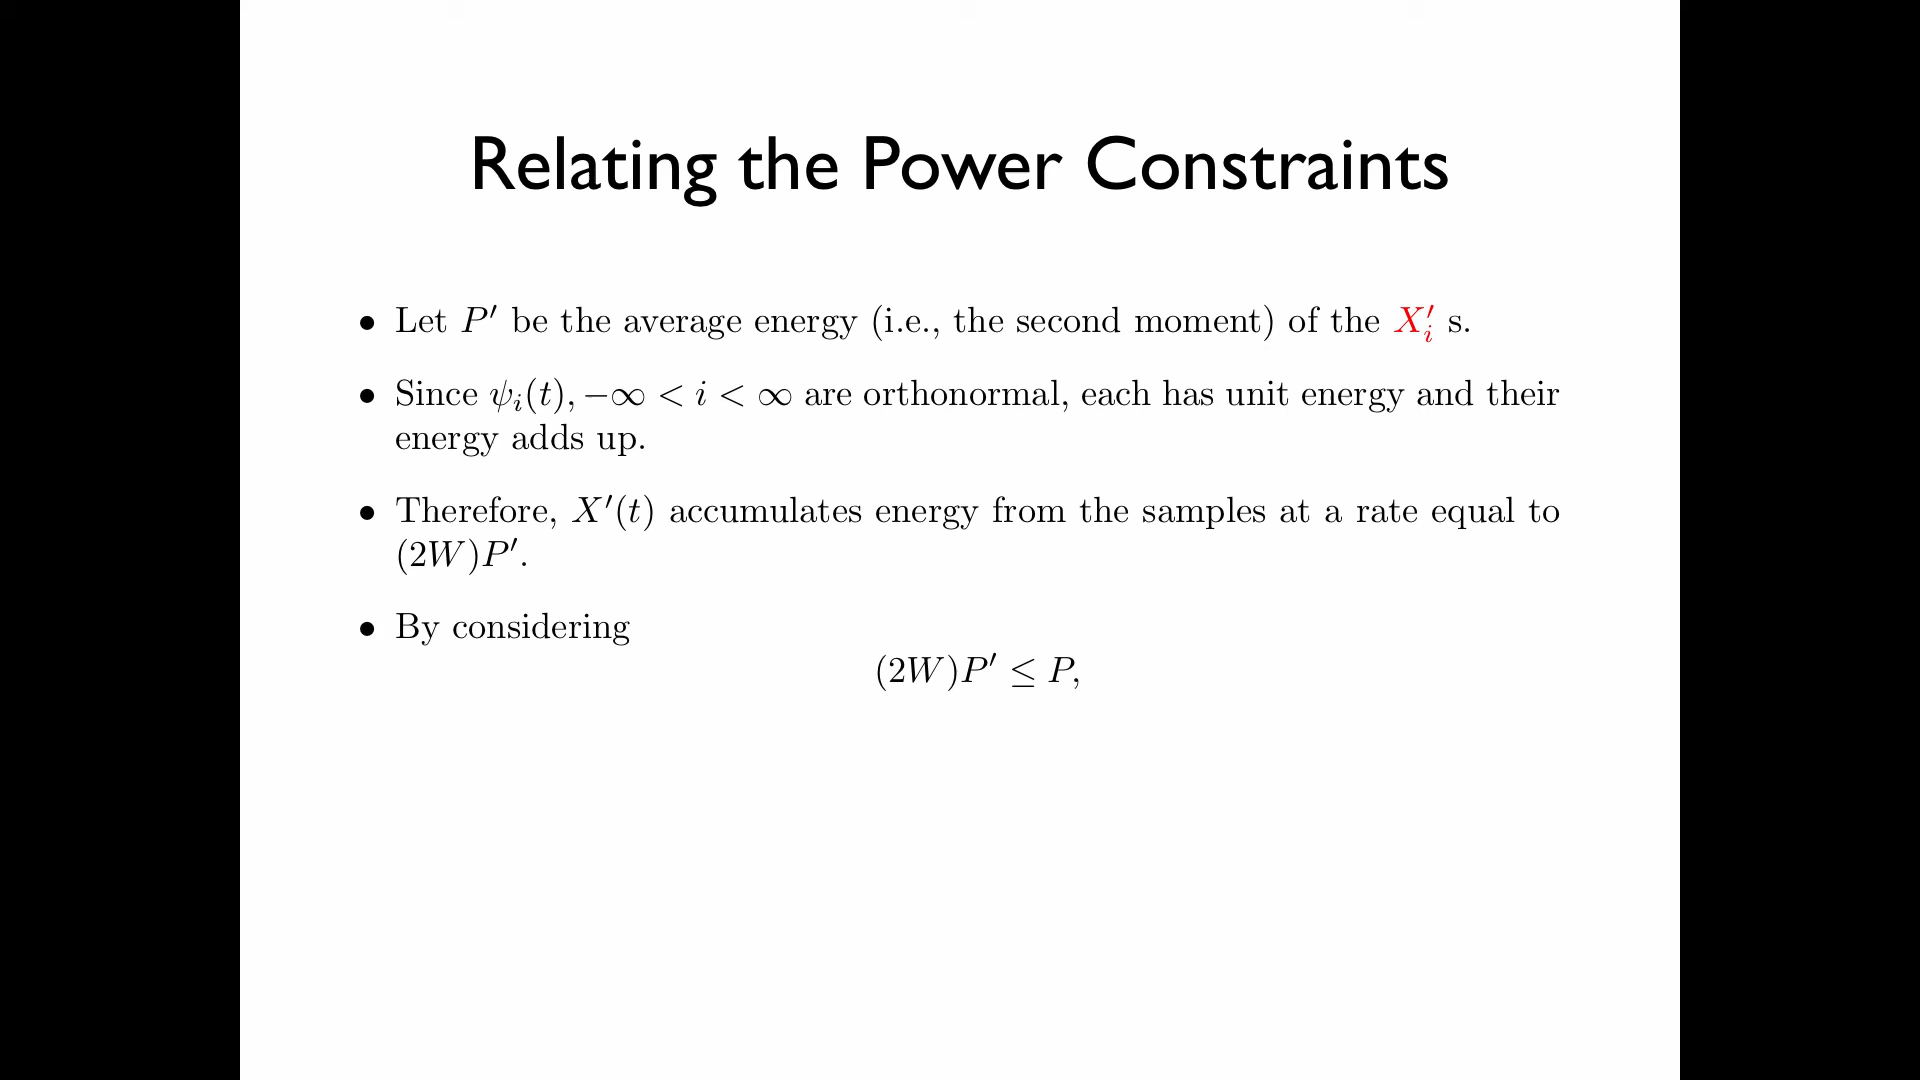 Relating the Power Constraints
• Let P′ be the average energy (i.e., the second moment) of the X′ᵢ s.
• Since ψᵢ(t), −∞ < i < ∞ are orthonormal, each has unit energy and their
energy adds up.
• Therefore, X′(t) accumulates energy from the samples at a rate equal to
(2W)P′.
• By considering
(2W)P′ ≤ P,